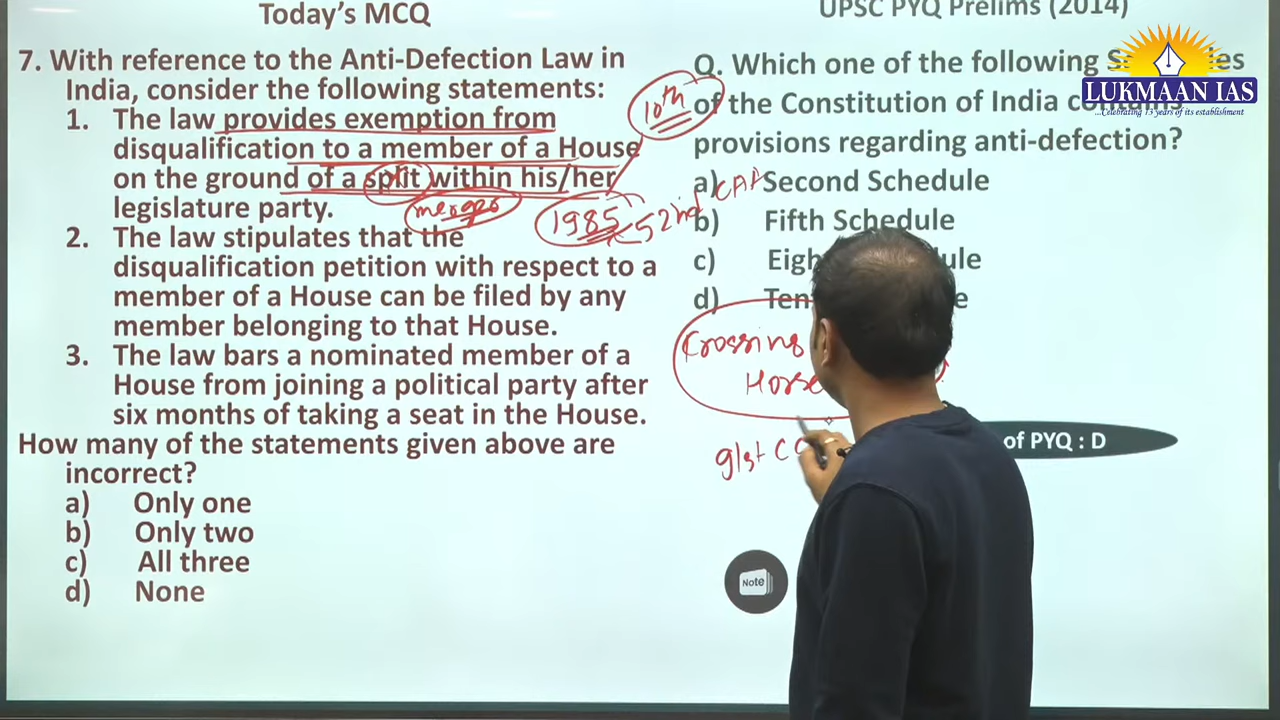 Today's MCQ
7. With reference to the Anti-Defection Law in
India, consider the following statements:
1. The law provides exemption from
disqualification to a member of a House
on the ground of a split within his/her
legislature party.
merger
1985
52nd CAA
10th
2. The law stipulates that the
disqualification petition with respect to a
member of a House can be filed by any
member belonging to that House.
3. The law bars a nominated member of a
House from joining a political party after
six months of taking a seat in the House.
How many of the statements given above are
incorrect?
a) Only one
b) Only two
c) All three
d) None
UPSC PYQ Prelims (2014)
Q. Which one of the following
of the Constitution of India contains
provisions regarding anti-defection?
a) Second Schedule
b) Fifth Schedule
c)
d)
Crossing
Horse
91st
of PYQ : D
Note
LUKMAAN IAS
...Celebrating 15 years of its establishment